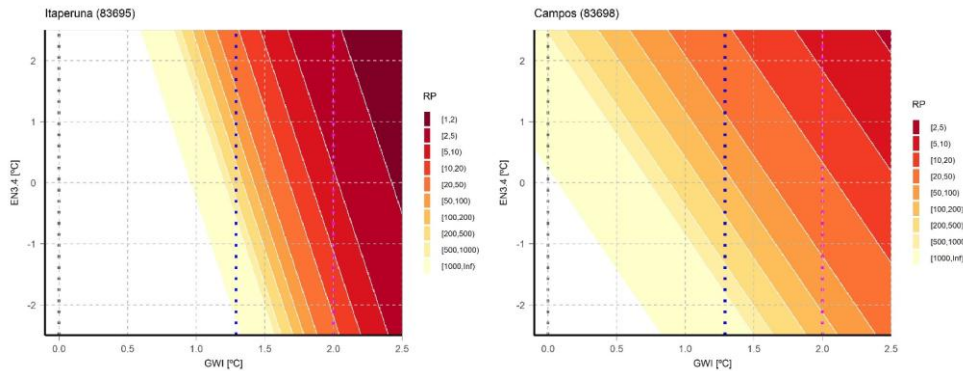 Itaperuna (83695)
EN3.4 [ºC]
2
1
0
-1
-2
0.0 0.5 1.0 1.5 2.0 2.5
GWI [ºC]
RP
[1,2)
[2,5)
[5,10)
[10,20)
[20,50)
[50,100)
[100,200)
[200,500)
[500,1000)
[1000,Inf)
Campos (83698)
EN3.4 [ºC]
2
1
0
-1
-2
0.0 0.5 1.0 1.5 2.0 2.5
GWI [ºC]
RP
[2,5)
[5,10)
[10,20)
[20,50)
[50,100)
[100,200)
[200,500)
[500,1000)
[1000,Inf)